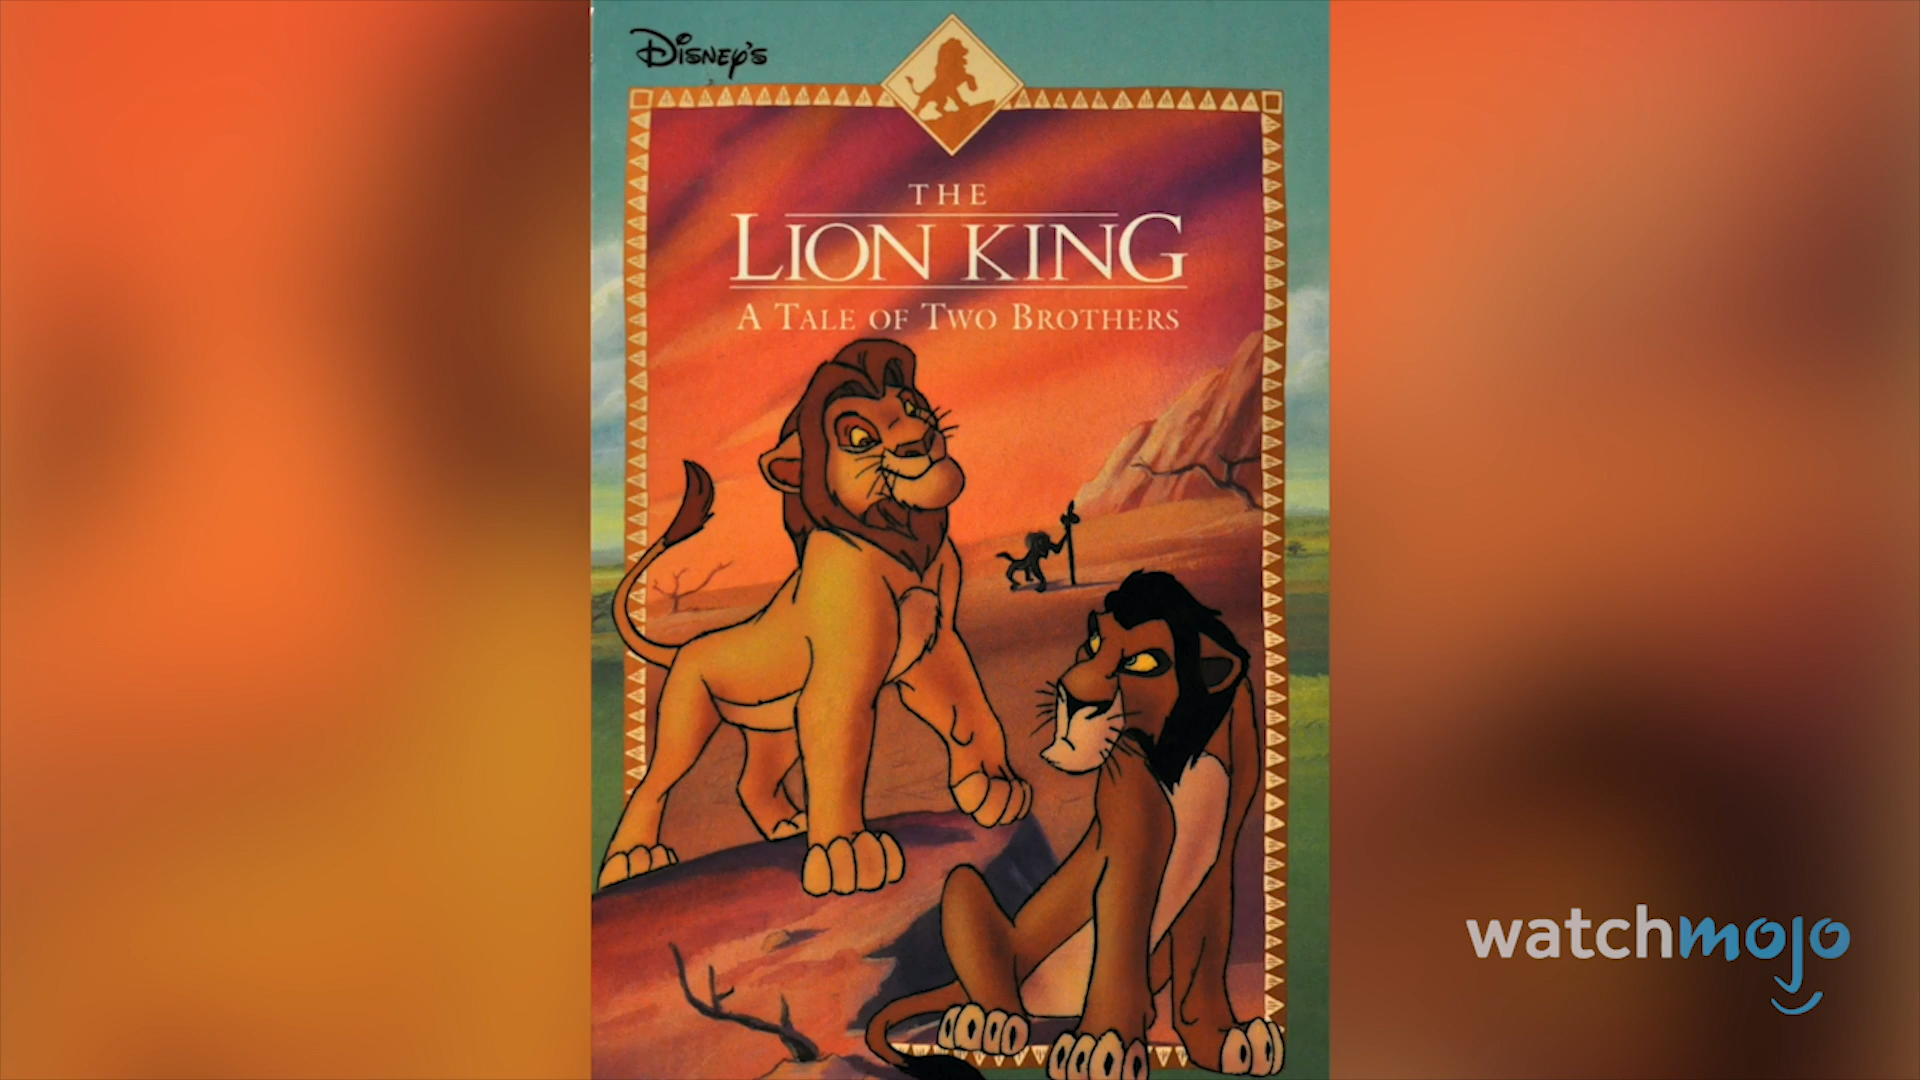 Disney's
THE
LION KING
A TALE OF TWO BROTHERS
watchmojo